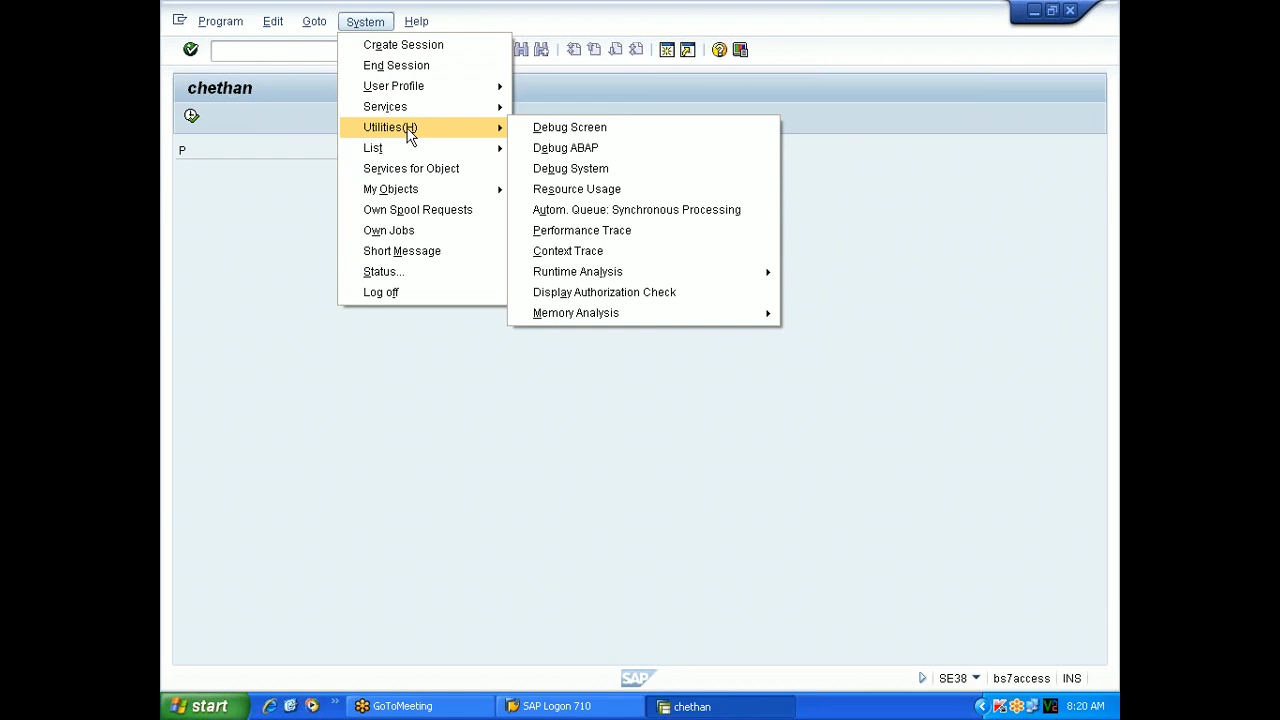 Program Edit Goto System Help
Create Session
End Session
chethan
User Profile
Services
Utilities(H)
Debug Screen
List
Debug ABAP
P
Services for Object
Debug System
My Objects
Resource Usage
Own Spool Requests
Autom. Queue: Synchronous Processing
Own Jobs
Performance Trace
Short Message
Context Trace
Status...
Runtime Analysis
Log off
Display Authorization Check
Memory Analysis
SAP
SE38 bs7access INS
start GoToMeeting SAP Logon 710 chethan 8:20 AM